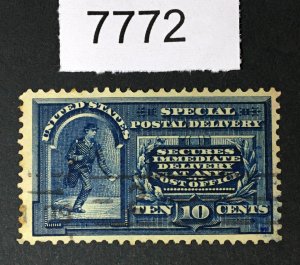 7772
UNITED STATES
SPECIAL
POSTAL DELIVERY
SECURES
IMMEDIATE
DELIVERY
AT ANY
POST OFFICE
TEN 10 CENTS